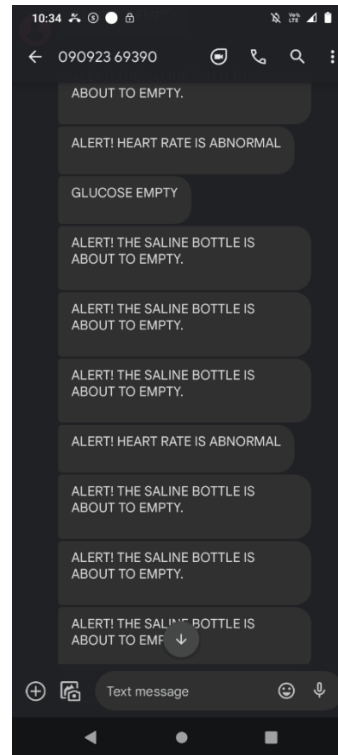 10:34
090923 69390
ABOUT TO EMPTY.
ALERT! HEART RATE IS ABNORMAL
GLUCOSE EMPTY
ALERT! THE SALINE BOTTLE IS
ABOUT TO EMPTY.
ALERT! THE SALINE BOTTLE IS
ABOUT TO EMPTY.
ALERT! THE SALINE BOTTLE IS
ABOUT TO EMPTY.
ALERT! HEART RATE IS ABNORMAL
ALERT! THE SALINE BOTTLE IS
ABOUT TO EMPTY.
ALERT! THE SALINE BOTTLE IS
ABOUT TO EMPTY.
ALERT! THE SALINE BOTTLE IS
ABOUT TO
Text message